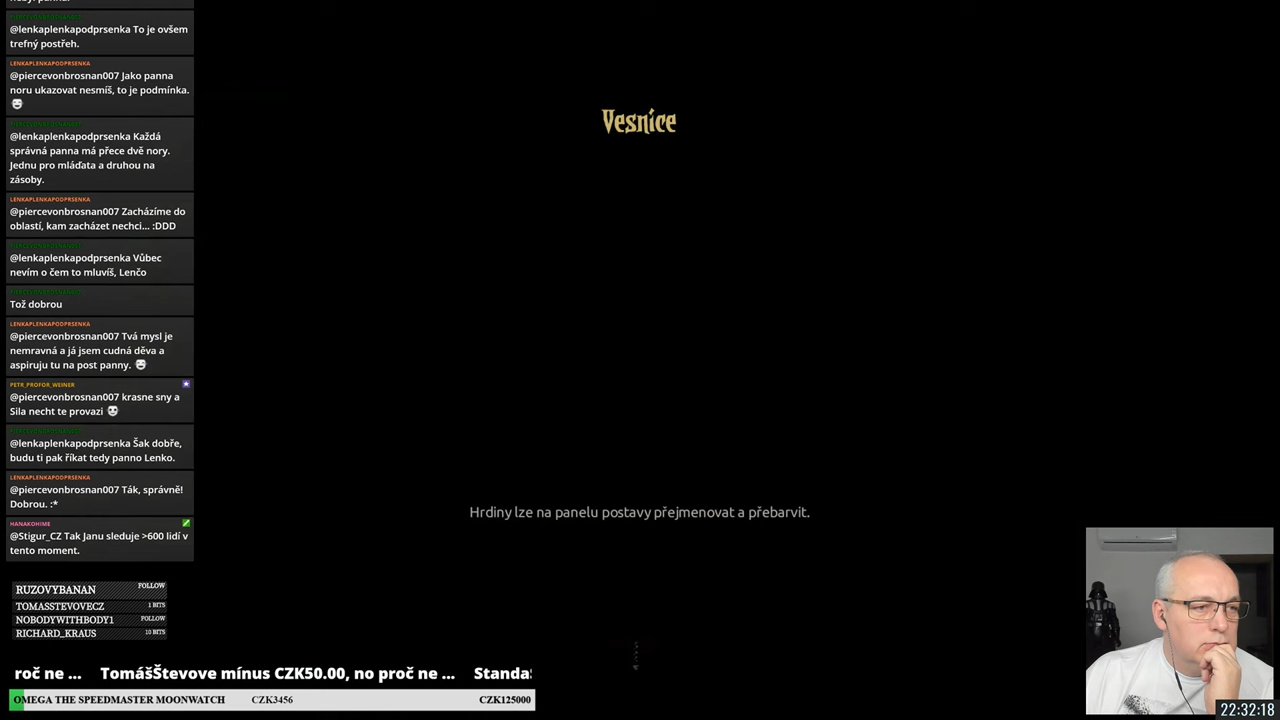 @lenkaplenkapodprsenka To je ovšem
trefný postřeh.
LENKAPLENKAPODPRSENKA
@piercevonbrosnan007 Jako panna
noru ukazovat nesmíš, to je podmínka.
@lenkaplenkapodprsenka Každá
správná panna má přece dvě nory.
Jednu pro mláďata a druhou na
zásoby.
LENKAPLENKAPODPRSENKA
@piercevonbrosnan007 Zacházíme do
oblastí, kam zacházet nechci... :DDD
@lenkaplenkapodprsenka Vůbec
nevím o čem to mluvíš, Lenčo
Tož dobrou
LENKAPLENKAPODPRSENKA
@piercevonbrosnan007 Tvá mysl je
nemravná a já jsem cudná děva a
aspiruju tu na post panny.
PETR_PROFOR_WEINER
@piercevonbrosnan007 krasne sny a
Sila necht te provazi
@lenkaplenkapodprsenka Šak dobře,
budu ti pak říkat tedy panno Lenko.
LENKAPLENKAPODPRSENKA
@piercevonbrosnan007 Ták, správně!
Dobrou. :*
HANAKOHIME
@Stigur_CZ Tak Janu sleduje >600 lidí v
tento moment.
RUZOVYBANAN FOLLOW
TOMASSTEVOVECZ 1 BITS
NOBODYWITHBODY1 FOLLOW
RICHARD_KRAUS 10 BITS
roč ne ... TomášŠtevove mínus CZK50.00, no proč ne ... Standa
OMEGA THE SPEEDMASTER MOONWATCH CZK3456 CZK125000
Vesnice
Hrdiny lze na panelu postavy přejmenovat a přebarvit.
22:32:18